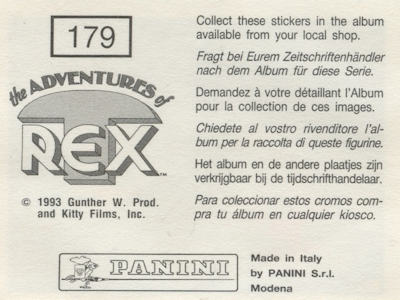 179
the ADVENTURES of
T REX™
© 1993 Gunther W. Prod.
and Kitty Films, Inc.
Collect these stickers in the album
available from your local shop.
Fragt bei Eurem Zeitschriftenhändler
nach dem Album für diese Serie.
Demandez à votre détaillant l'Album
pour la collection de ces images.
Chiedete al vostro rivenditore l'al-
bum per la raccolta di queste figurine.
Het album en de andere plaatjes zijn
verkrijgbaar bij de tijdschrifthandelaar.
Para coleccionar estos cromos com-
pra tu álbum en cualquier kiosco.
PANINI
Made in Italy
by PANINI S.r.l.
Modena